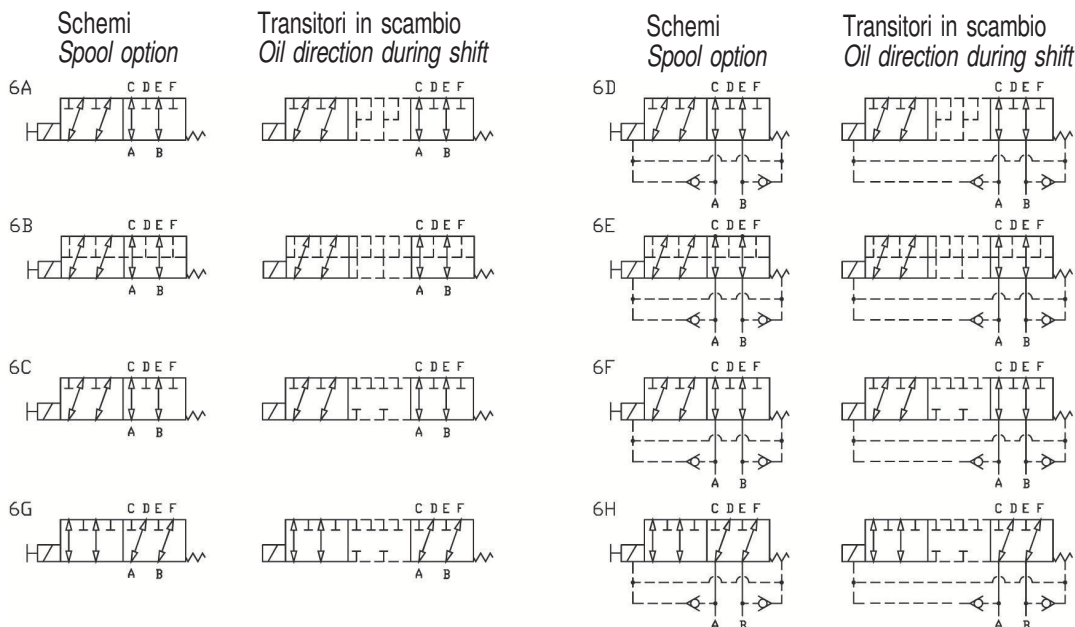 Schemi Transitori in scambio Schemi Transitori in scambio
Spool option Oil direction during shift Spool option Oil direction during shift
6A C D E F C D E F 6D C D E F C D E F
A B A B
A B A B
6B C D E F C D E F 6E C D E F C D E F
A B A B
A B A B
6C C D E F C D E F 6F C D E F C D E F
A B A B
A B A B
6G C D E F C D E F 6H C D E F C D E F
A B A B
A B A B